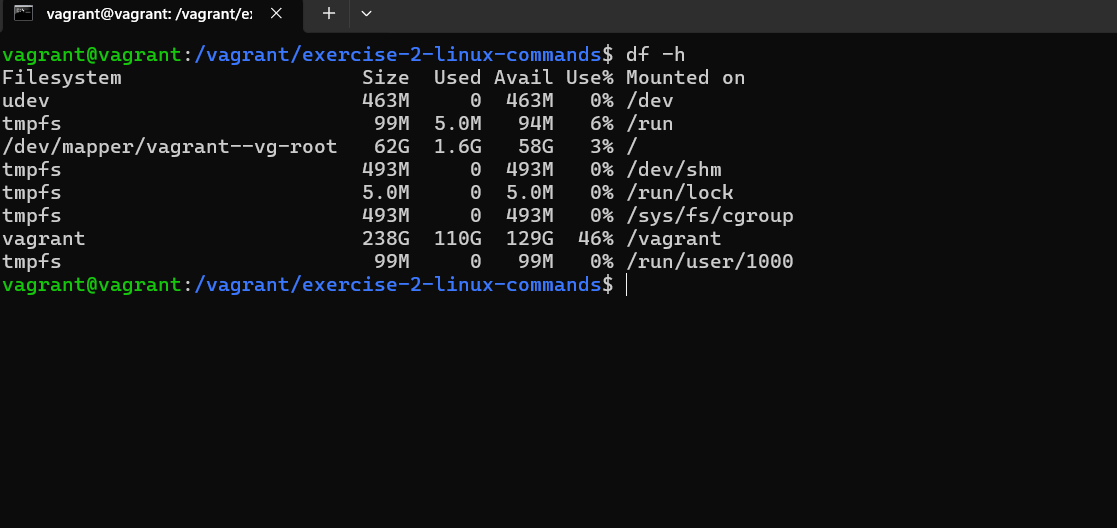 vagrant@vagrant: /vagrant/e
vagrant@vagrant:/vagrant/exercise-2-linux-commands$ df -h
Filesystem                    Size  Used Avail Use% Mounted on
udev                          463M     0  463M   0% /dev
tmpfs                          99M  5.0M   94M   6% /run
/dev/mapper/vagrant--vg-root   62G  1.6G   58G   3% /
tmpfs                         493M     0  493M   0% /dev/shm
tmpfs                         5.0M     0  5.0M   0% /run/lock
tmpfs                         493M     0  493M   0% /sys/fs/cgroup
vagrant                       238G  110G  129G  46% /vagrant
tmpfs                          99M     0   99M   0% /run/user/1000
vagrant@vagrant:/vagrant/exercise-2-linux-commands$